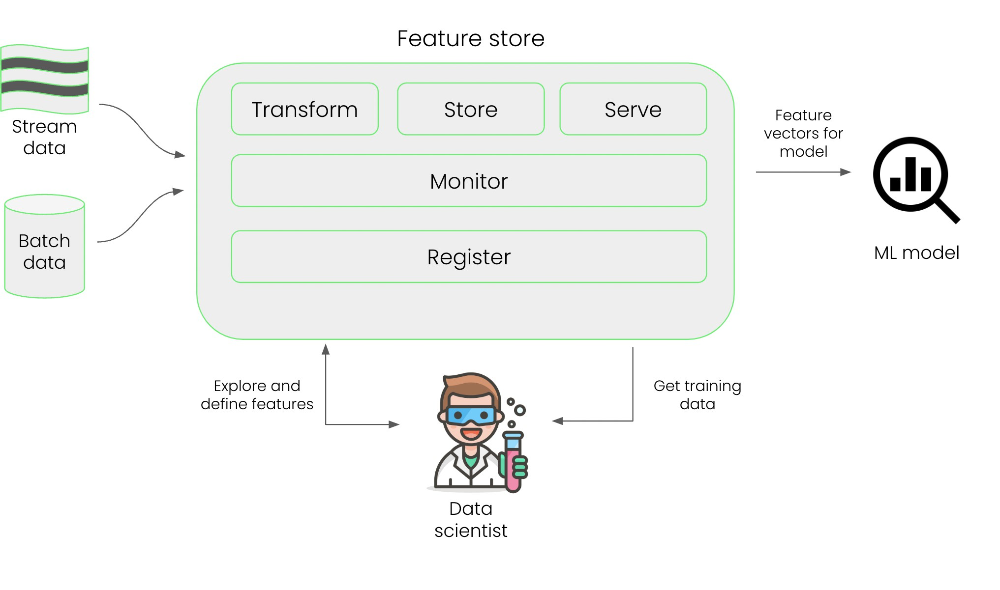 Feature store
Stream
data
Batch
data
Transform
Store
Serve
Monitor
Register
Feature
vectors for
model
ML model
Explore and
define features
Get training
data
Data
scientist